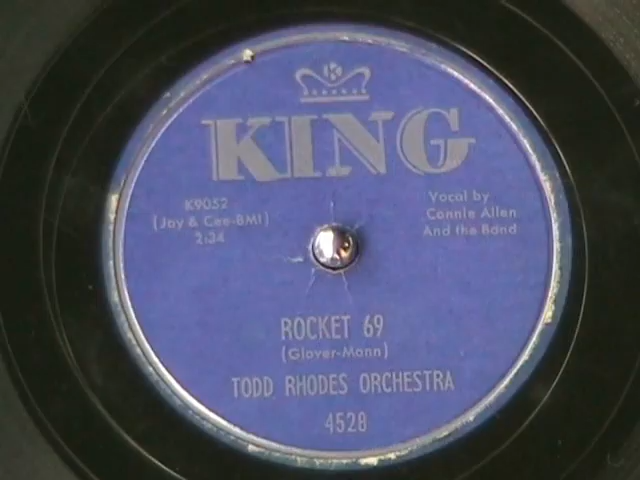 K
KING
K9052
(Jay & Cee-BMI)
2:34
Vocal by
Connie Allen
And the Band
ROCKET 69
(Glover-Mann)
TODD RHODES ORCHESTRA
4528